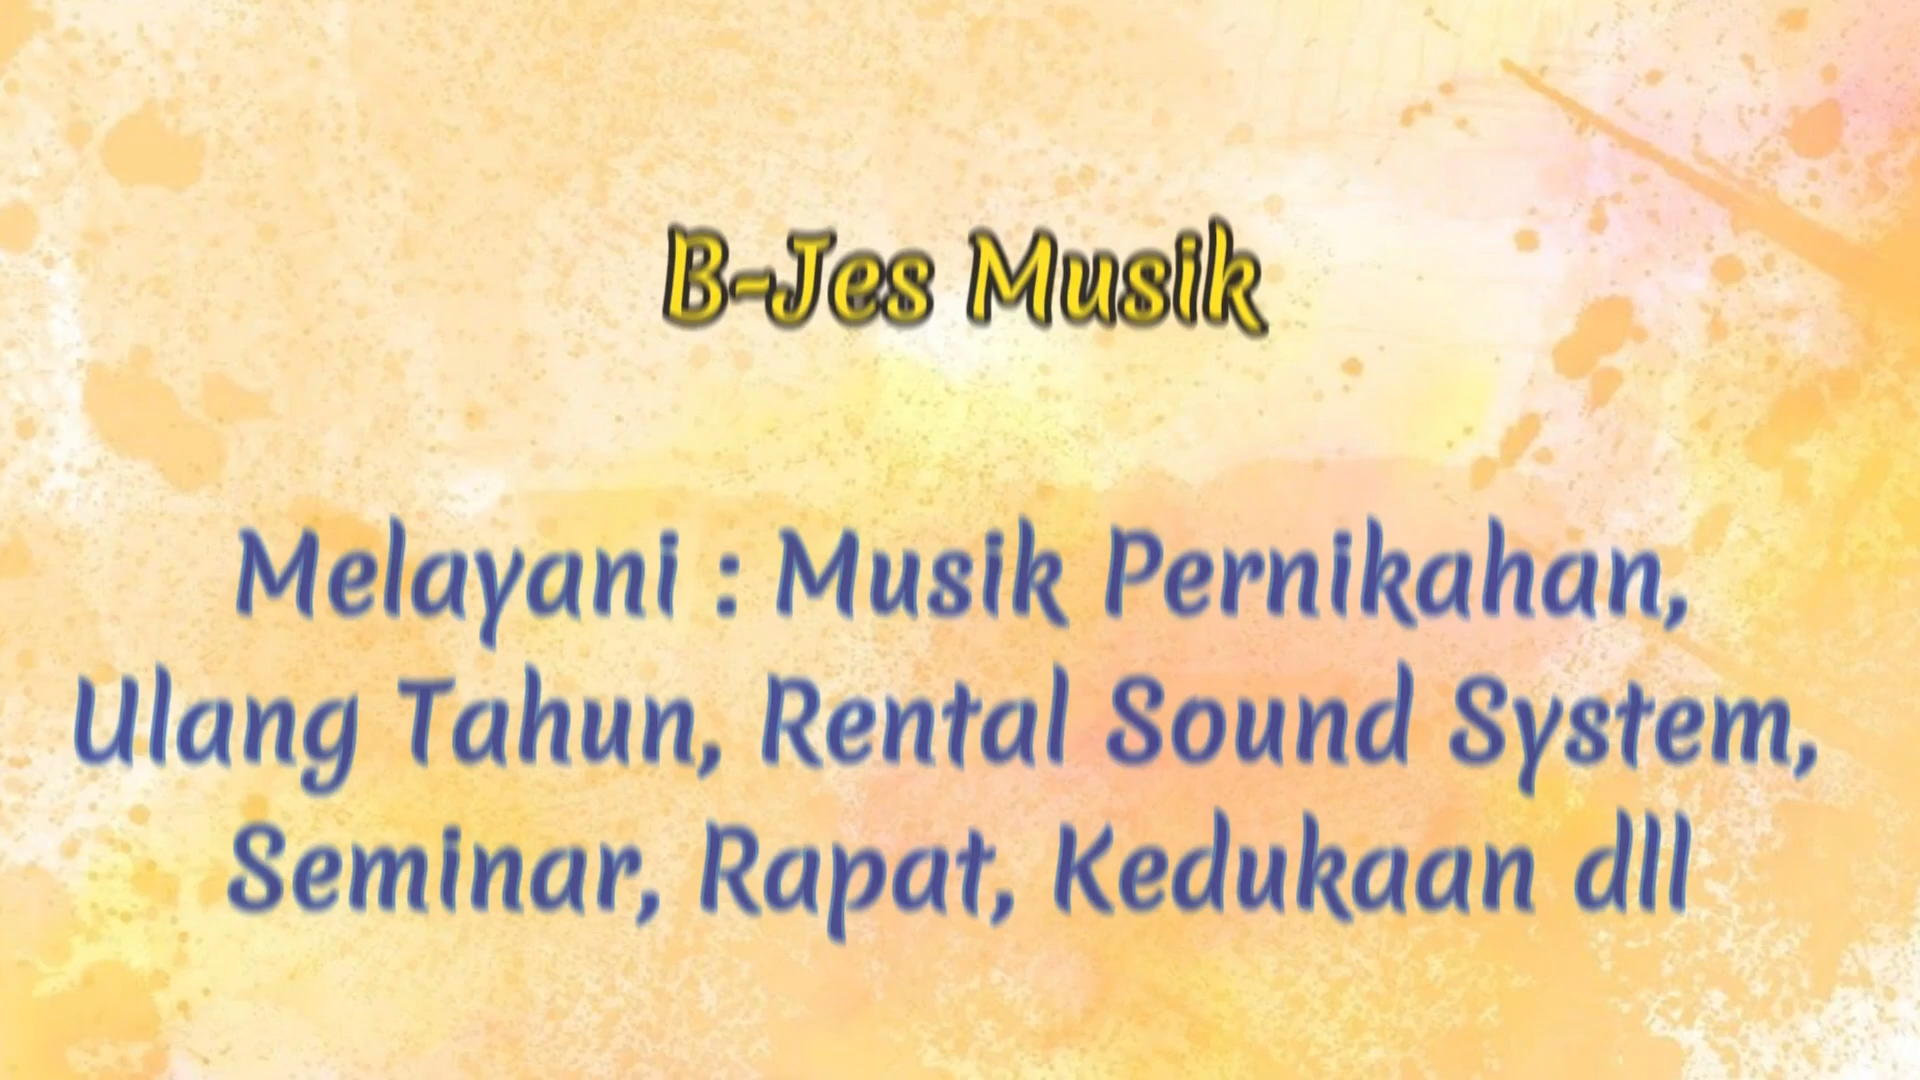 B-Jes Musik
Melayani : Musik Pernikahan,
Ulang Tahun, Rental Sound System,
Seminar, Rapat, Kedukaan dll